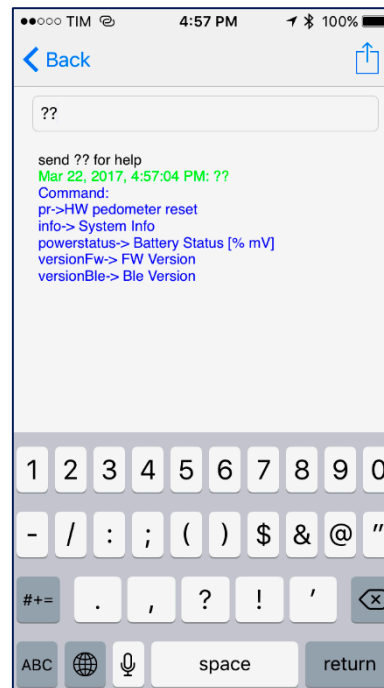 TIM 4:57 PM 100%
Back
??
send ?? for help
Mar 22, 2017, 4:57:04 PM: ??
Command:
pr->HW pedometer reset
info-> System Info
powerstatus-> Battery Status [% mV]
versionFw-> FW Version
versionBle-> Ble Version
1 2 3 4 5 6 7 8 9 0
- / : ; ( ) $ & @ "
#+= . , ? ! '
ABC space return